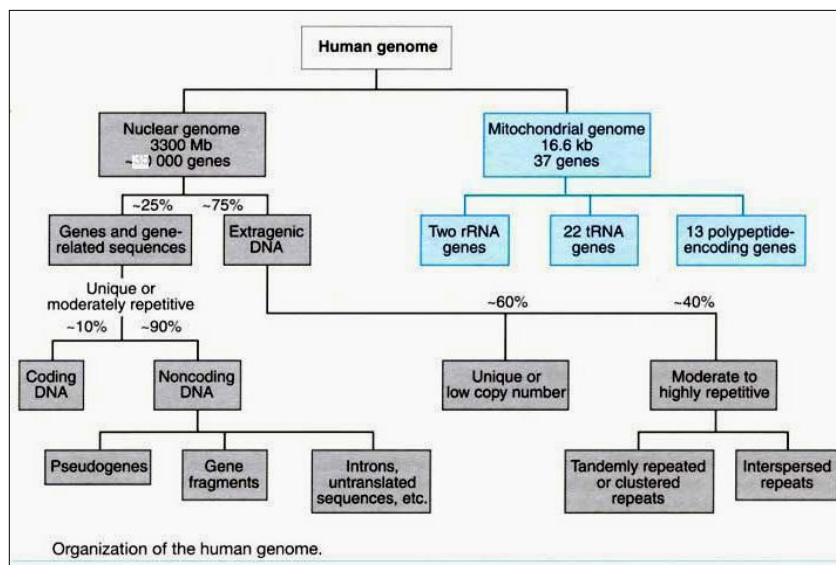 Human genome
Nuclear genome
3300 Mb
000 genes
Mitochondrial genome
16.6 kb
37 genes
~25%
~75%
Genes and gene-
related sequences
Extragenic
DNA
Two rRNA
genes
22 tRNA
genes
13 polypeptide-
encoding genes
Unique or
moderately repetitive
~10%
~90%
~60%
~40%
Coding
DNA
Noncoding
DNA
Unique or
low copy number
Moderate to
highly repetitive
Pseudogenes
Gene
fragments
Introns,
untranslated
sequences, etc.
Tandemly repeated
or clustered
repeats
Interspersed
repeats
Organization of the human genome.